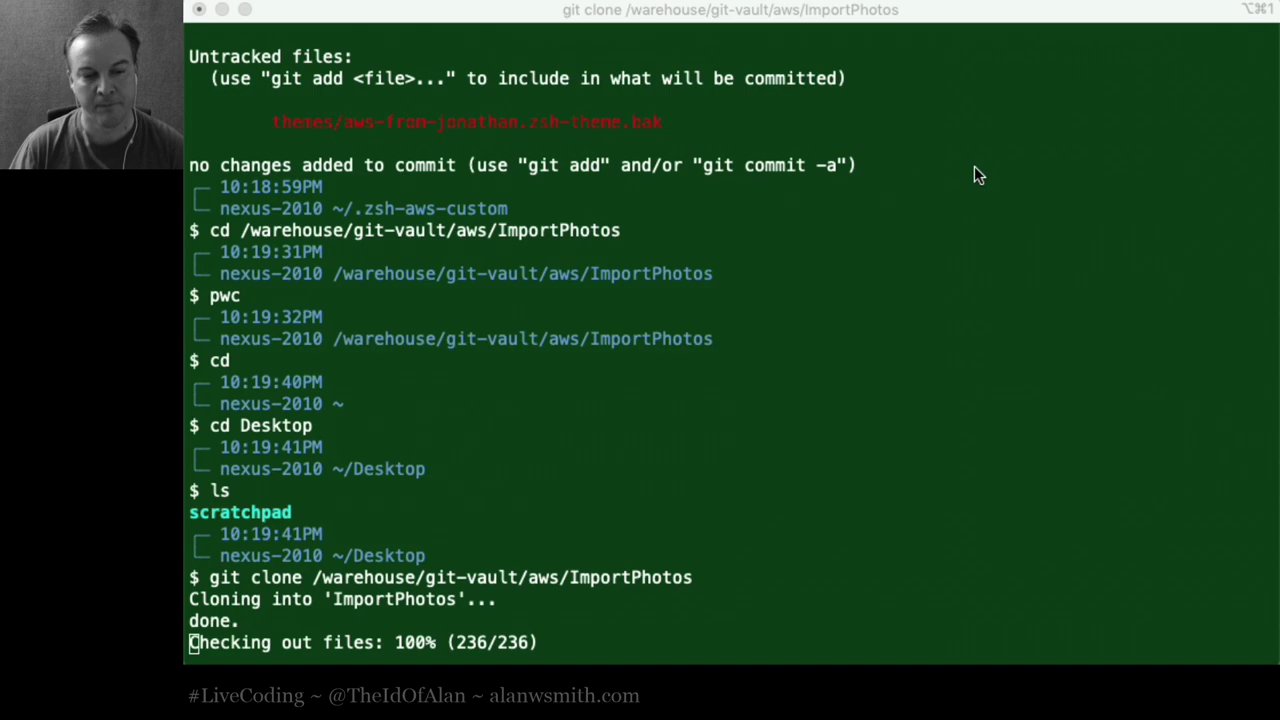 git clone /warehouse/git-vault/aws/ImportPhotos
⌥⌘1
Untracked files:
(use "git add <file>..." to include in what will be committed)
themes/aws-from-jonathan.zsh-theme.bak
no changes added to commit (use "git add" and/or "git commit -a")
10:18:59PM
nexus-2010 ~/.zsh-aws-custom
$ cd /warehouse/git-vault/aws/ImportPhotos
10:19:31PM
nexus-2010 /warehouse/git-vault/aws/ImportPhotos
$ pwc
10:19:32PM
nexus-2010 /warehouse/git-vault/aws/ImportPhotos
$ cd
10:19:40PM
nexus-2010 ~
$ cd Desktop
10:19:41PM
nexus-2010 ~/Desktop
$ ls
scratchpad
10:19:41PM
nexus-2010 ~/Desktop
$ git clone /warehouse/git-vault/aws/ImportPhotos
Cloning into 'ImportPhotos'...
done.
Checking out files: 100% (236/236)
#LiveCoding ~ @TheIdOfAlan ~ alanwsmith.com